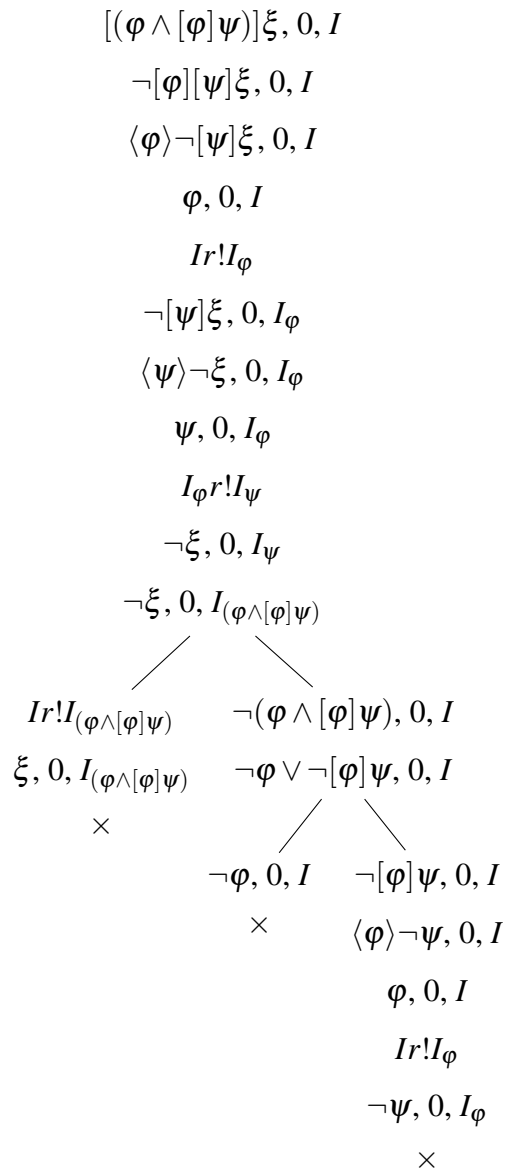 [(φ ∧ [φ]ψ)]ξ, 0, I
¬[φ][ψ]ξ, 0, I
⟨φ⟩¬[ψ]ξ, 0, I
φ, 0, I
Ir!I_φ
¬[ψ]ξ, 0, I_φ
⟨ψ⟩¬ξ, 0, I_φ
ψ, 0, I_φ
I_φr!I_ψ
¬ξ, 0, I_ψ
¬ξ, 0, I_(φ∧[φ]ψ)
Ir!I_(φ∧[φ]ψ) ¬(φ ∧ [φ]ψ), 0, I
ξ, 0, I_(φ∧[φ]ψ) ¬φ ∨ ¬[φ]ψ, 0, I
×
¬φ, 0, I ¬[φ]ψ, 0, I
× ⟨φ⟩¬ψ, 0, I
φ, 0, I
Ir!I_φ
¬ψ, 0, I_φ
×